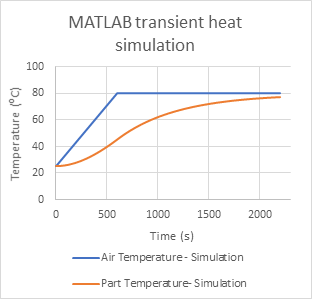 MATLAB transient heat
simulation
Temperature (⁰C)
100
80
60
40
20
0
0 500 1000 1500 2000
Time (s)
Air Temperature - Simulation
Part Temperature- Simulation